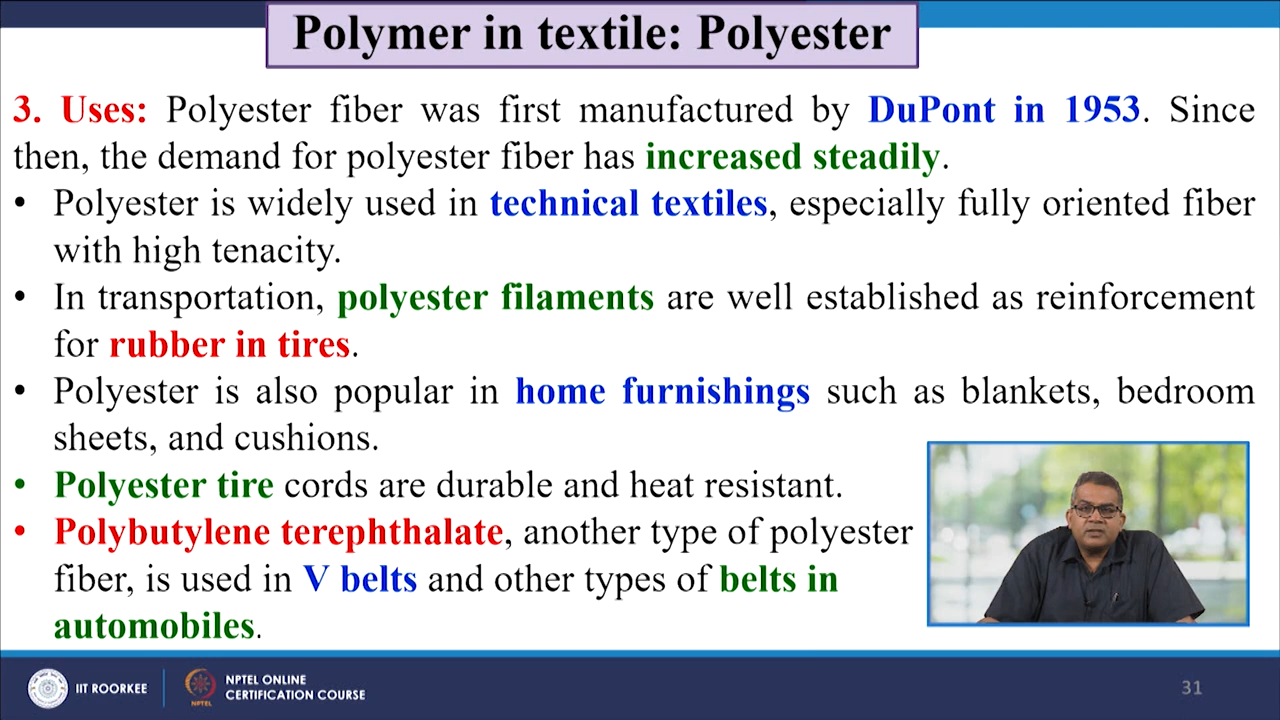 Polymer in textile: Polyester
3. Uses: Polyester fiber was first manufactured by DuPont in 1953. Since
then, the demand for polyester fiber has increased steadily.
• Polyester is widely used in technical textiles, especially fully oriented fiber
with high tenacity.
• In transportation, polyester filaments are well established as reinforcement
for rubber in tires.
• Polyester is also popular in home furnishings such as blankets, bedroom
sheets, and cushions.
• Polyester tire cords are durable and heat resistant.
• Polybutylene terephthalate, another type of polyester
fiber, is used in V belts and other types of belts in
automobiles.
IIT ROORKEE
NPTEL
NPTEL ONLINE
CERTIFICATION COURSE
31